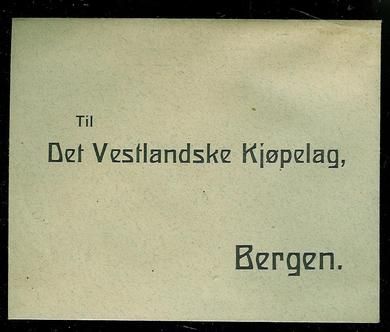 Til
Det Vestlandske Kjøpelag,
Bergen.